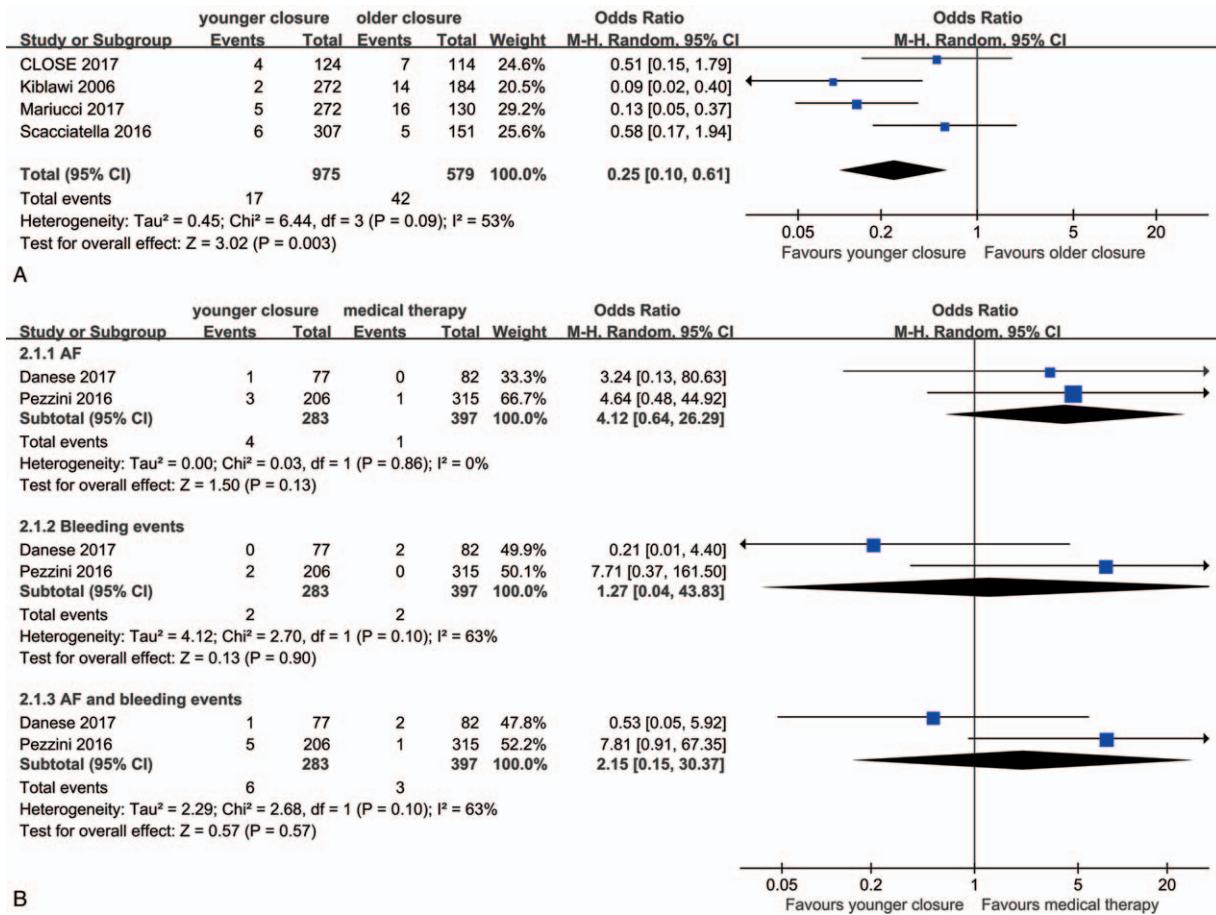 younger closure older closure Odds Ratio Odds Ratio
Study or Subgroup Events Total Events Total Weight M-H, Random, 95% CI M-H, Random, 95% CI
CLOSE 2017 4 124 7 114 24.6% 0.51 [0.15, 1.79]
Kiblawi 2006 2 272 14 184 20.5% 0.09 [0.02, 0.40]
Mariucci 2017 5 272 16 130 29.2% 0.13 [0.05, 0.37]
Scacciatella 2016 6 307 5 151 25.6% 0.58 [0.17, 1.94]
Total (95% CI) 975 579 100.0% 0.25 [0.10, 0.61]
Total events 17 42
Heterogeneity: Tau² = 0.45; Chi² = 6.44, df = 3 (P = 0.09); I² = 53%
Test for overall effect: Z = 3.02 (P = 0.003)
0.05 0.2 1 5 20
Favours younger closure Favours older closure
A
younger closure medical therapy Odds Ratio Odds Ratio
Study or Subgroup Events Total Events Total Weight M-H, Random, 95% CI M-H, Random, 95% CI
2.1.1 AF
Danese 2017 1 77 0 82 33.3% 3.24 [0.13, 80.63]
Pezzini 2016 3 206 1 315 66.7% 4.64 [0.48, 44.92]
Subtotal (95% CI) 283 397 100.0% 4.12 [0.64, 26.29]
Total events 4 1
Heterogeneity: Tau² = 0.00; Chi² = 0.03, df = 1 (P = 0.86); I² = 0%
Test for overall effect: Z = 1.50 (P = 0.13)
2.1.2 Bleeding events
Danese 2017 0 77 2 82 49.9% 0.21 [0.01, 4.40]
Pezzini 2016 2 206 0 315 50.1% 7.71 [0.37, 161.50]
Subtotal (95% CI) 283 397 100.0% 1.27 [0.04, 43.83]
Total events 2 2
Heterogeneity: Tau² = 4.12; Chi² = 2.70, df = 1 (P = 0.10); I² = 63%
Test for overall effect: Z = 0.13 (P = 0.90)
2.1.3 AF and bleeding events
Danese 2017 1 77 2 82 47.8% 0.53 [0.05, 5.92]
Pezzini 2016 5 206 1 315 52.2% 7.81 [0.91, 67.35]
Subtotal (95% CI) 283 397 100.0% 2.15 [0.15, 30.37]
Total events 6 3
Heterogeneity: Tau² = 2.29; Chi² = 2.68, df = 1 (P = 0.10); I² = 63%
Test for overall effect: Z = 0.57 (P = 0.57)
0.05 0.2 1 5 20
Favours younger closure Favours medical therapy
B